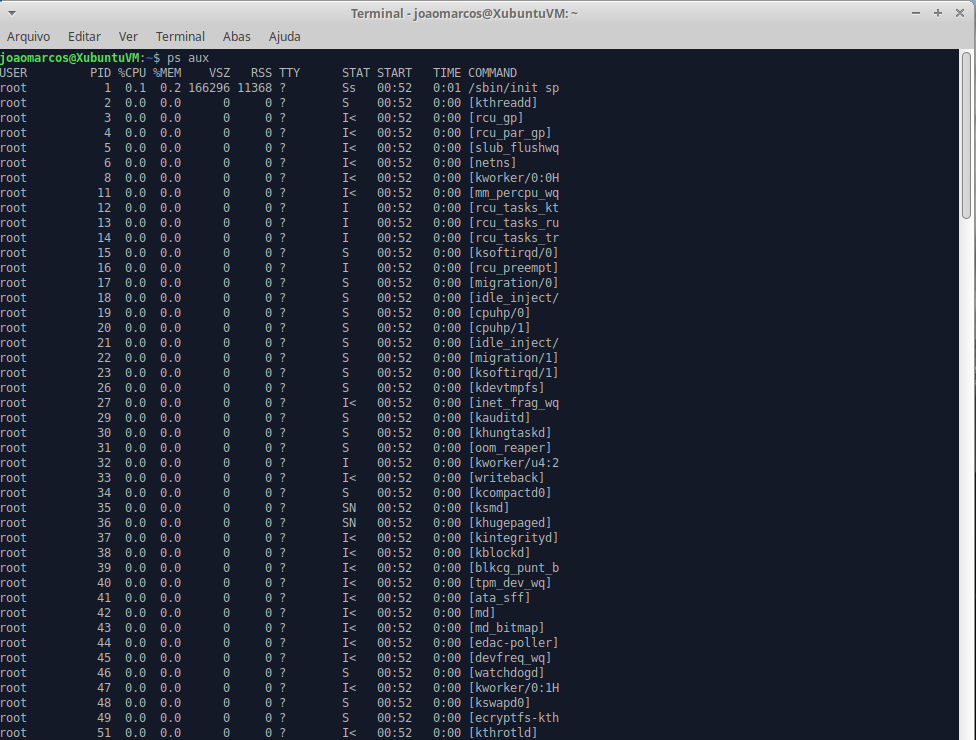 Terminal - joaomarcos@XubuntuVM: ~
Arquivo Editar Ver Terminal Abas Ajuda
joaomarcos@XubuntuVM:~$ ps aux
USER PID %CPU %MEM VSZ RSS TTY STAT START TIME COMMAND
root 1 0.1 0.2 166296 11368 ? Ss 00:52 0:01 /sbin/init sp
root 2 0.0 0.0 0 0 ? S 00:52 0:00 [kthreadd]
root 3 0.0 0.0 0 0 ? I< 00:52 0:00 [rcu_gp]
root 4 0.0 0.0 0 0 ? I< 00:52 0:00 [rcu_par_gp]
root 5 0.0 0.0 0 0 ? I< 00:52 0:00 [slub_flushwq
root 6 0.0 0.0 0 0 ? I< 00:52 0:00 [netns]
root 8 0.0 0.0 0 0 ? I< 00:52 0:00 [kworker/0:0H
root 11 0.0 0.0 0 0 ? I< 00:52 0:00 [mm_percpu_wq
root 12 0.0 0.0 0 0 ? I 00:52 0:00 [rcu_tasks_kt
root 13 0.0 0.0 0 0 ? I 00:52 0:00 [rcu_tasks_ru
root 14 0.0 0.0 0 0 ? I 00:52 0:00 [rcu_tasks_tr
root 15 0.0 0.0 0 0 ? S 00:52 0:00 [ksoftirqd/0]
root 16 0.0 0.0 0 0 ? I 00:52 0:00 [rcu_preempt]
root 17 0.0 0.0 0 0 ? S 00:52 0:00 [migration/0]
root 18 0.0 0.0 0 0 ? S 00:52 0:00 [idle_inject/
root 19 0.0 0.0 0 0 ? S 00:52 0:00 [cpuhp/0]
root 20 0.0 0.0 0 0 ? S 00:52 0:00 [cpuhp/1]
root 21 0.0 0.0 0 0 ? S 00:52 0:00 [idle_inject/
root 22 0.0 0.0 0 0 ? S 00:52 0:00 [migration/1]
root 23 0.0 0.0 0 0 ? S 00:52 0:00 [ksoftirqd/1]
root 26 0.0 0.0 0 0 ? S 00:52 0:00 [kdevtmpfs]
root 27 0.0 0.0 0 0 ? I< 00:52 0:00 [inet_frag_wq
root 29 0.0 0.0 0 0 ? S 00:52 0:00 [kauditd]
root 30 0.0 0.0 0 0 ? S 00:52 0:00 [khungtaskd]
root 31 0.0 0.0 0 0 ? S 00:52 0:00 [oom_reaper]
root 32 0.0 0.0 0 0 ? I 00:52 0:00 [kworker/u4:2
root 33 0.0 0.0 0 0 ? I< 00:52 0:00 [writeback]
root 34 0.0 0.0 0 0 ? S 00:52 0:00 [kcompactd0]
root 35 0.0 0.0 0 0 ? SN 00:52 0:00 [ksmd]
root 36 0.0 0.0 0 0 ? SN 00:52 0:00 [khugepaged]
root 37 0.0 0.0 0 0 ? I< 00:52 0:00 [kintegrityd]
root 38 0.0 0.0 0 0 ? I< 00:52 0:00 [kblockd]
root 39 0.0 0.0 0 0 ? I< 00:52 0:00 [blkcg_punt_b
root 40 0.0 0.0 0 0 ? I< 00:52 0:00 [tpm_dev_wq]
root 41 0.0 0.0 0 0 ? I< 00:52 0:00 [ata_sff]
root 42 0.0 0.0 0 0 ? I< 00:52 0:00 [md]
root 43 0.0 0.0 0 0 ? I< 00:52 0:00 [md_bitmap]
root 44 0.0 0.0 0 0 ? I< 00:52 0:00 [edac-poller]
root 45 0.0 0.0 0 0 ? I< 00:52 0:00 [devfreq_wq]
root 46 0.0 0.0 0 0 ? S 00:52 0:00 [watchdogd]
root 47 0.0 0.0 0 0 ? I< 00:52 0:00 [kworker/0:1H
root 48 0.0 0.0 0 0 ? S 00:52 0:00 [kswapd0]
root 49 0.0 0.0 0 0 ? S 00:52 0:00 [ecryptfs-kth
root 51 0.0 0.0 0 0 ? I< 00:52 0:00 [kthrotld]